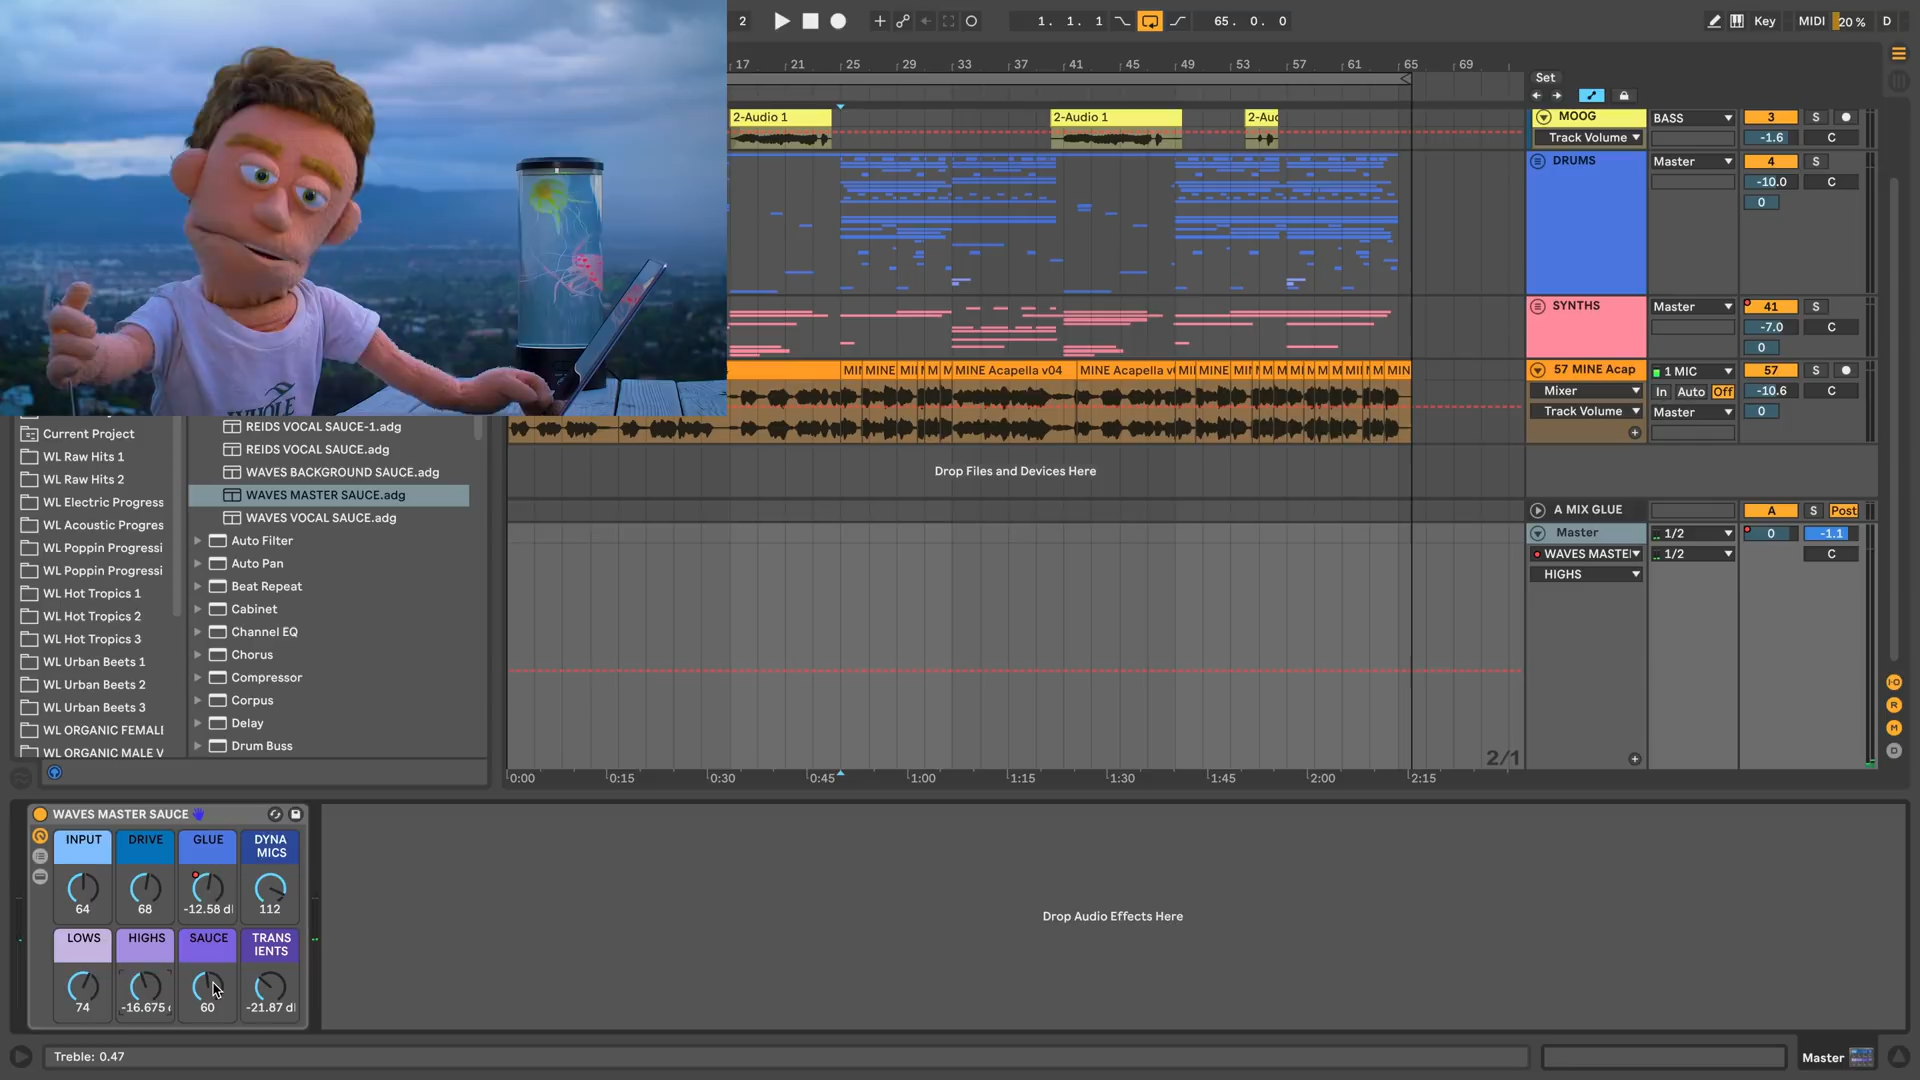 2
1. 1. 1
65. 0. 0
Key
MIDI
20 %
D
17 21 25 29 33 37 41 45 49 53 57 61 65 69
Set
2-Audio 1
2-Audio 1
2-Aud
MOOG
BASS
3
S
Track Volume
-1.6
C
DRUMS
Master
4
S
-10.0
C
0
SYNTHS
Master
41
S
-7.0
C
0
MINE
MINE Acapella v04
MINE Acapella v
MINE
57 MINE Acap
1 MIC
57
S
Mixer
In
Auto
Off
-10.6
C
Track Volume
Master
0
WHOLE
Current Project
WL Raw Hits 1
WL Raw Hits 2
WL Electric Progress
WL Acoustic Progres
WL Poppin Progressi
WL Poppin Progressi
WL Hot Tropics 1
WL Hot Tropics 2
WL Hot Tropics 3
WL Urban Beets 1
WL Urban Beets 2
WL Urban Beets 3
WL ORGANIC FEMAL
WL ORGANIC MALE V
REIDS VOCAL SAUCE-1.adg
REIDS VOCAL SAUCE.adg
WAVES BACKGROUND SAUCE.adg
WAVES MASTER SAUCE.adg
WAVES VOCAL SAUCE.adg
Auto Filter
Auto Pan
Beat Repeat
Cabinet
Channel EQ
Chorus
Compressor
Corpus
Delay
Drum Buss
Drop Files and Devices Here
A MIX GLUE
A
S
Post
Master
1/2
0
-1.1
WAVES MASTE
1/2
C
HIGHS
2/1
0:00 0:15 0:30 0:45 1:00 1:15 1:30 1:45 2:00 2:15
I·O
R
M
D
WAVES MASTER SAUCE
INPUT
DRIVE
GLUE
DYNA
MICS
64
68
-12.58 d
112
LOWS
HIGHS
SAUCE
TRANS
IENTS
74
-16.675
60
-21.87 d
Drop Audio Effects Here
Treble: 0.47
Master